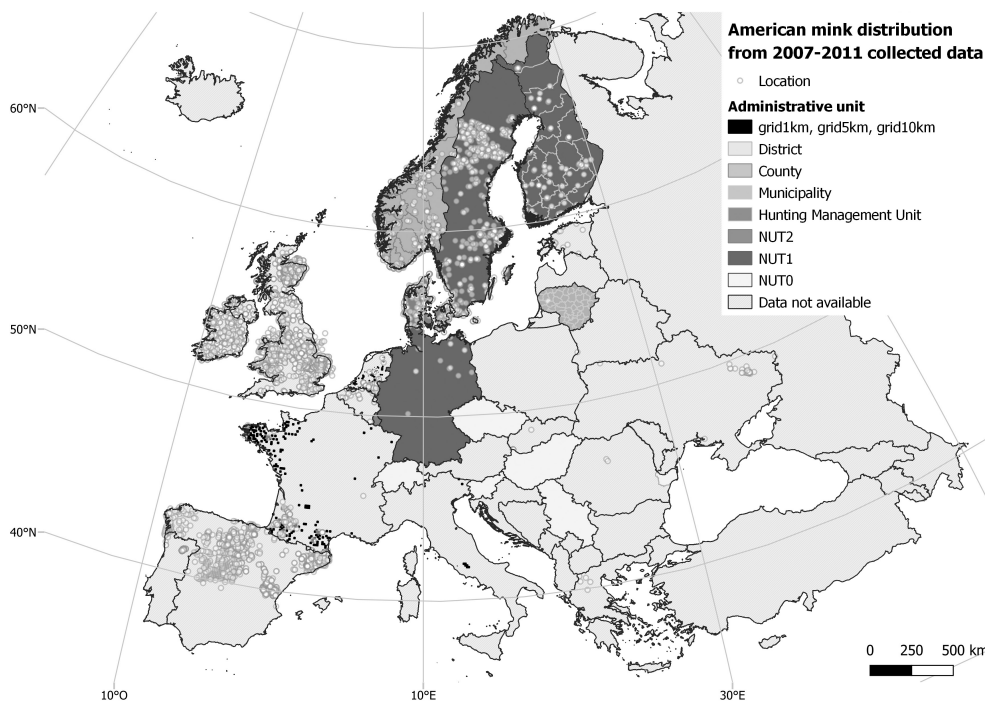 American mink distribution
from 2007-2011 collected data
Location
Administrative unit
grid1km, grid5km, grid10km
District
County
Municipality
Hunting Management Unit
NUT2
NUT1
NUT0
Data not available
60°N
50°N
40°N
0 250 500 km
10°O 10°E 30°E